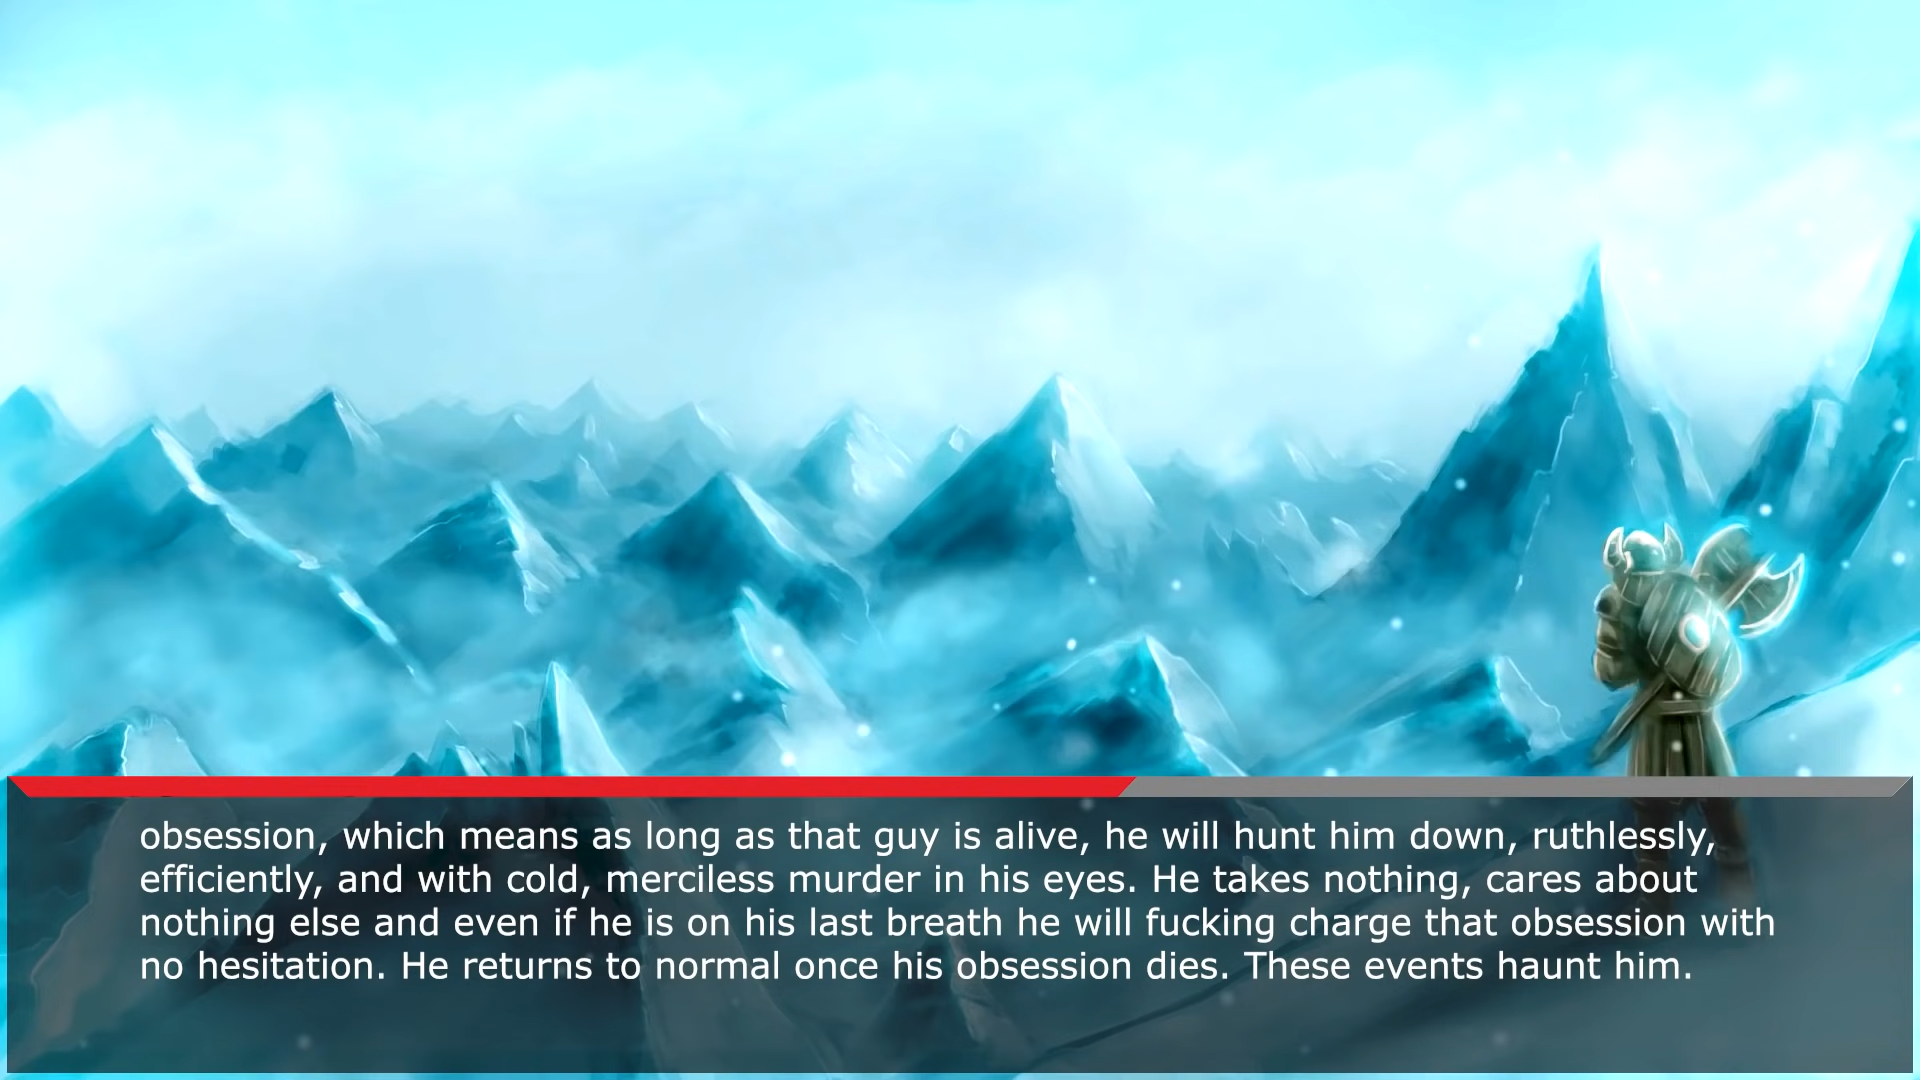 obsession, which means as long as that guy is alive, he will hunt him down, ruthlessly,
efficiently, and with cold, merciless murder in his eyes. He takes nothing, cares about
nothing else and even if he is on his last breath he will fucking charge that obsession with
no hesitation. He returns to normal once his obsession dies. These events haunt him.